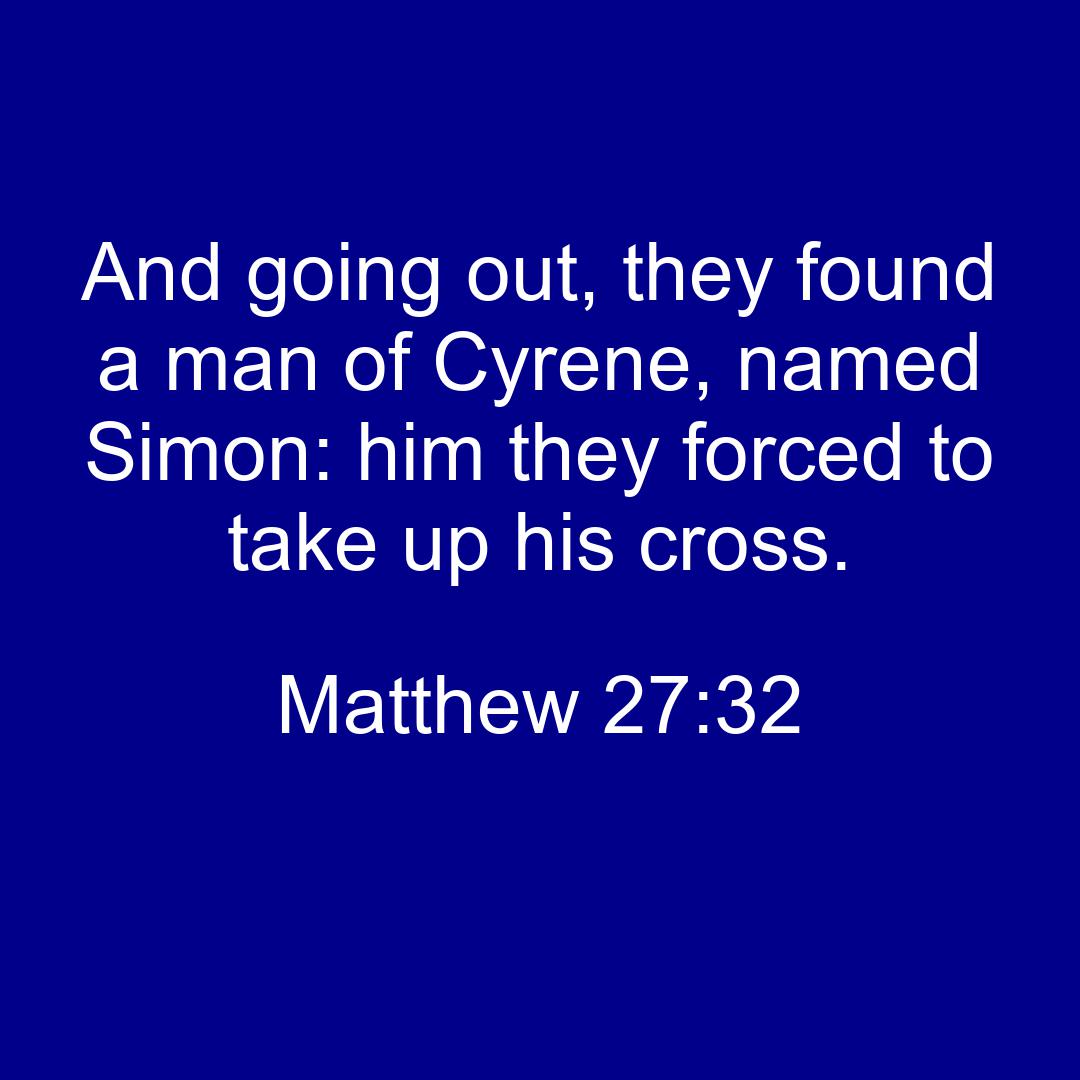 And going out, they found
a man of Cyrene, named
Simon: him they forced to
take up his cross.
Matthew 27:32